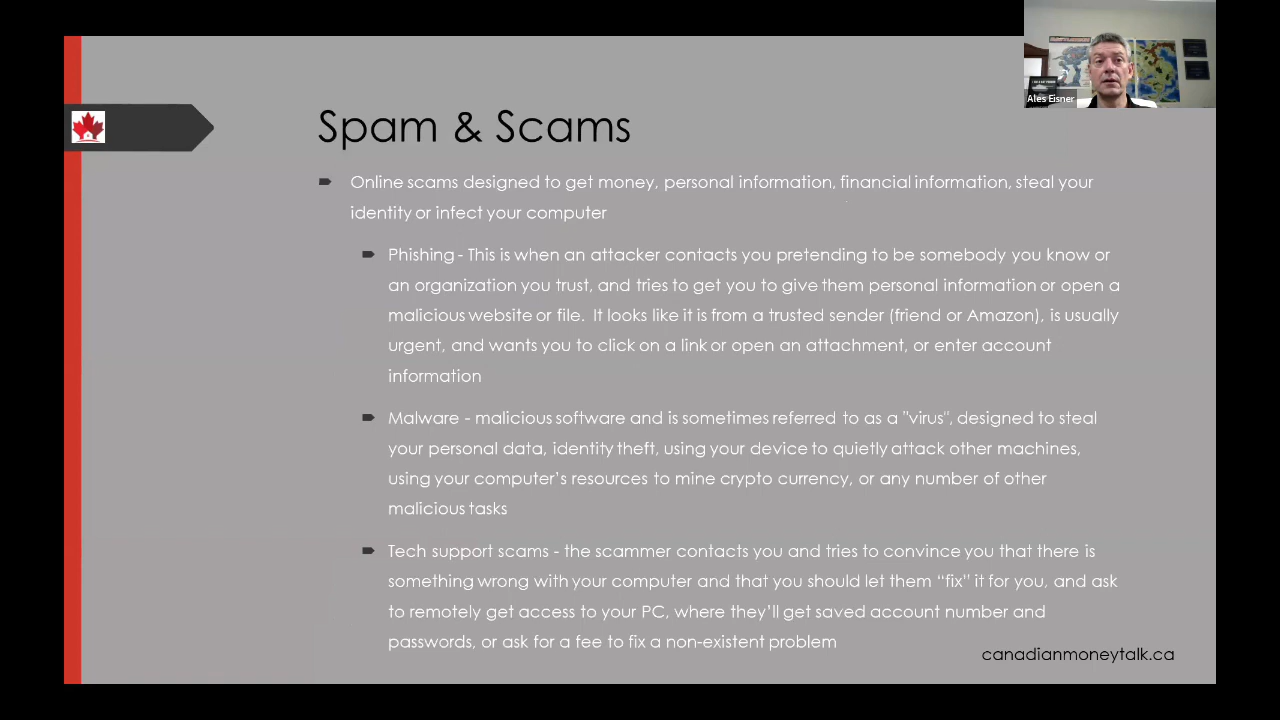 Ales Eisner
Spam & Scams
Online scams designed to get money, personal information, financial information, steal your
identity or infect your computer
Phishing - This is when an attacker contacts you pretending to be somebody you know or
an organization you trust, and tries to get you to give them personal information or open a
malicious website or file.  It looks like it is from a trusted sender (friend or Amazon), is usually
urgent, and wants you to click on a link or open an attachment, or enter account
information
Malware - malicious software and is sometimes referred to as a "virus", designed to steal
your personal data, identity theft, using your device to quietly attack other machines,
using your computer's resources to mine crypto currency, or any number of other
malicious tasks
Tech support scams - the scammer contacts you and tries to convince you that there is
something wrong with your computer and that you should let them “fix" it for you, and ask
to remotely get access to your PC, where they’ll get saved account number and
passwords, or ask for a fee to fix a non-existent problem
canadianmoneytalk.ca